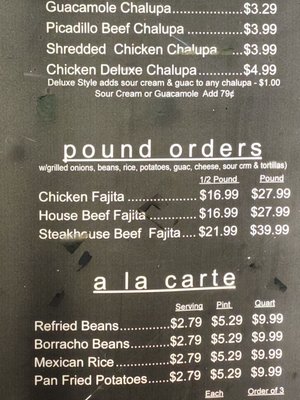 Guacamole Chalupa................$3.29
Picadillo Beef Chalupa ............$3.99
Shredded Chicken Chalupa .....$3.99
Chicken Deluxe Chalupa..............$4.99
Deluxe Style adds sour cream & guac to any chalupa - $1.00
Sour Cream or Guacamole Add 79¢
pound orders
w/grilled onions, beans, rice, potatoes, guac, cheese, sour crm & tortillas)
1/2 Pound Pound
Chicken Fajita .................... $16.99 $27.99
House Beef Fajita............... $16.99 $27.99
Steakhouse Beef Fajita.... $21.99 $39.99
a la carte
Serving Pint Quart
Refried Beans.............$2.79 $5.29 $9.99
Borracho Beans..........$2.79 $5.29 $9.99
Mexican Rice..............$2.79 $5.29 $9.99
Pan Fried Potatoes.....$2.79 $5.29 $9.99
Each Order of 3